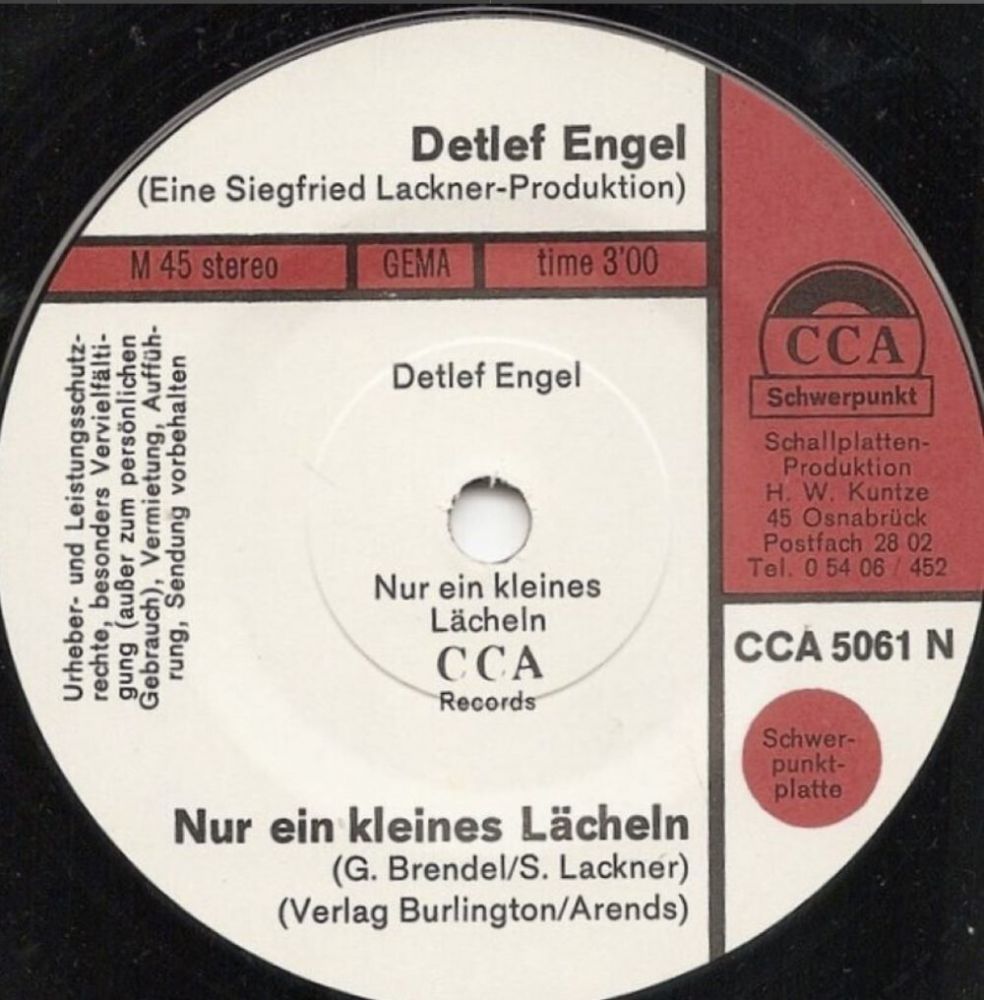 Detlef Engel
(Eine Siegfried Lackner-Produktion)
M 45 stereo
GEMA
time 3'00
Urheber- und Leistungsschutz-
rechte, besonders Vervielfälti-
gung (außer zum persönlichen
Gebrauch), Vermietung, Auffüh-
rung, Sendung vorbehalten
Detlef Engel
Nur ein kleines
Lächeln
CCA
Records
Nur ein kleines Lächeln
(G. Brendel/S. Lackner)
(Verlag Burlington/Arends)
CCA
Schwerpunkt
Schallplatten-
Produktion
H. W. Kuntze
45 Osnabrück
Postfach 28 02
Tel. 0 54 06 / 452
CCA 5061 N
Schwer-
punkt-
platte